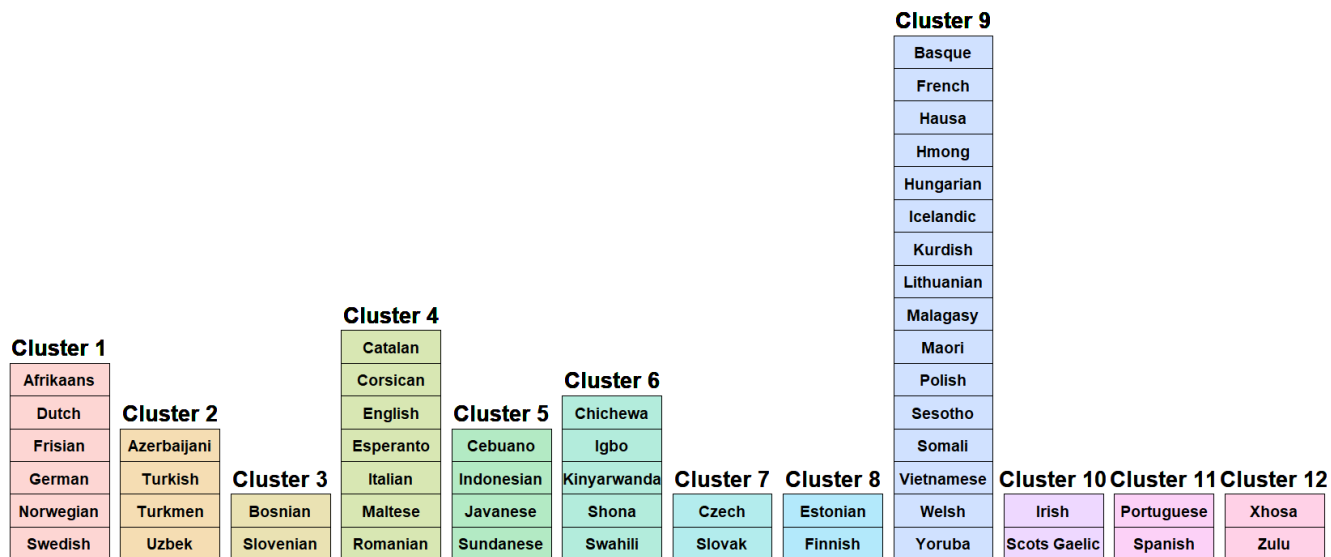 Cluster 1
Afrikaans
Dutch
Frisian
German
Norwegian
Swedish
Cluster 2
Azerbaijani
Turkish
Turkmen
Uzbek
Cluster 3
Bosnian
Slovenian
Cluster 4
Catalan
Corsican
English
Esperanto
Italian
Maltese
Romanian
Cluster 5
Cebuano
Indonesian
Javanese
Sundanese
Cluster 6
Chichewa
Igbo
Kinyarwanda
Shona
Swahili
Cluster 7
Czech
Slovak
Cluster 8
Estonian
Finnish
Cluster 9
Basque
French
Hausa
Hmong
Hungarian
Icelandic
Kurdish
Lithuanian
Malagasy
Maori
Polish
Sesotho
Somali
Vietnamese
Welsh
Yoruba
Cluster 10
Irish
Scots Gaelic
Cluster 11
Portuguese
Spanish
Cluster 12
Xhosa
Zulu